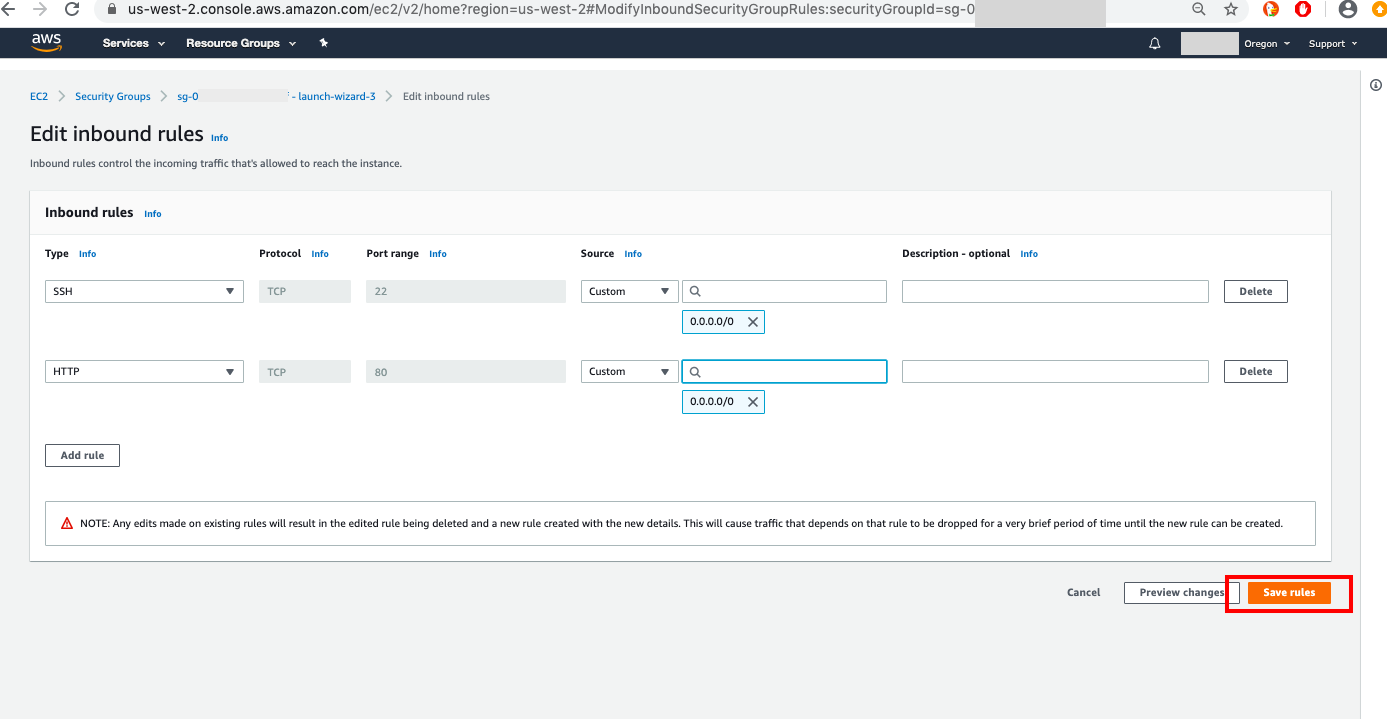 us-west-2.console.aws.amazon.com/ec2/v2/home?region=us-west-2#ModifyInboundSecurityGroupRules:securityGroupId=sg-0
aws Services Resource Groups Oregon Support
EC2 Security Groups sg-0 - launch-wizard-3 Edit inbound rules
Edit inbound rules Info
Inbound rules control the incoming traffic that's allowed to reach the instance.
Inbound rules Info
Type Info Protocol Info Port range Info Source Info Description - optional Info
SSH TCP 22 Custom Delete
0.0.0.0/0
HTTP TCP 80 Custom Delete
0.0.0.0/0
Add rule
NOTE: Any edits made on existing rules will result in the edited rule being deleted and a new rule created with the new details. This will cause traffic that depends on that rule to be dropped for a very brief period of time until the new rule can be created.
Cancel Preview changes Save rules